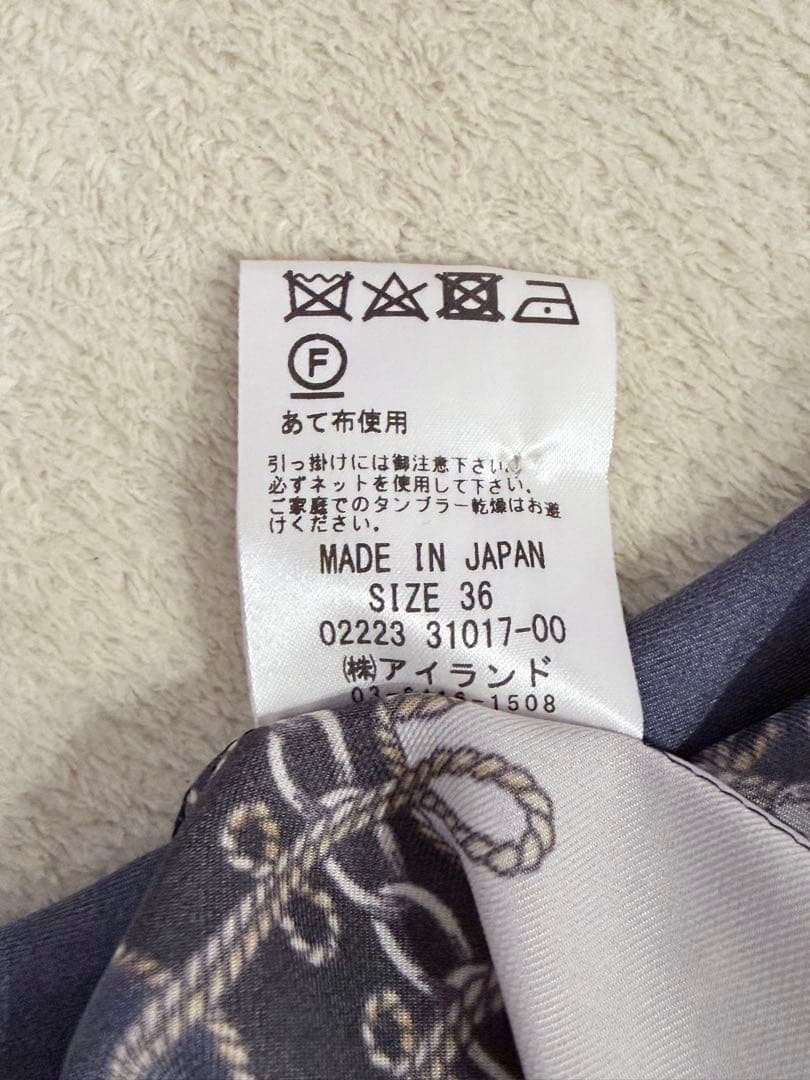 F
あて布使用
引っ掛けには御注意下さい。
必ずネットを使用して下さい。
ご家庭でのタンブラー乾燥はお避
けください。
MADE IN JAPAN
SIZE 36
02223 31017-00
㈱アイランド
-1508